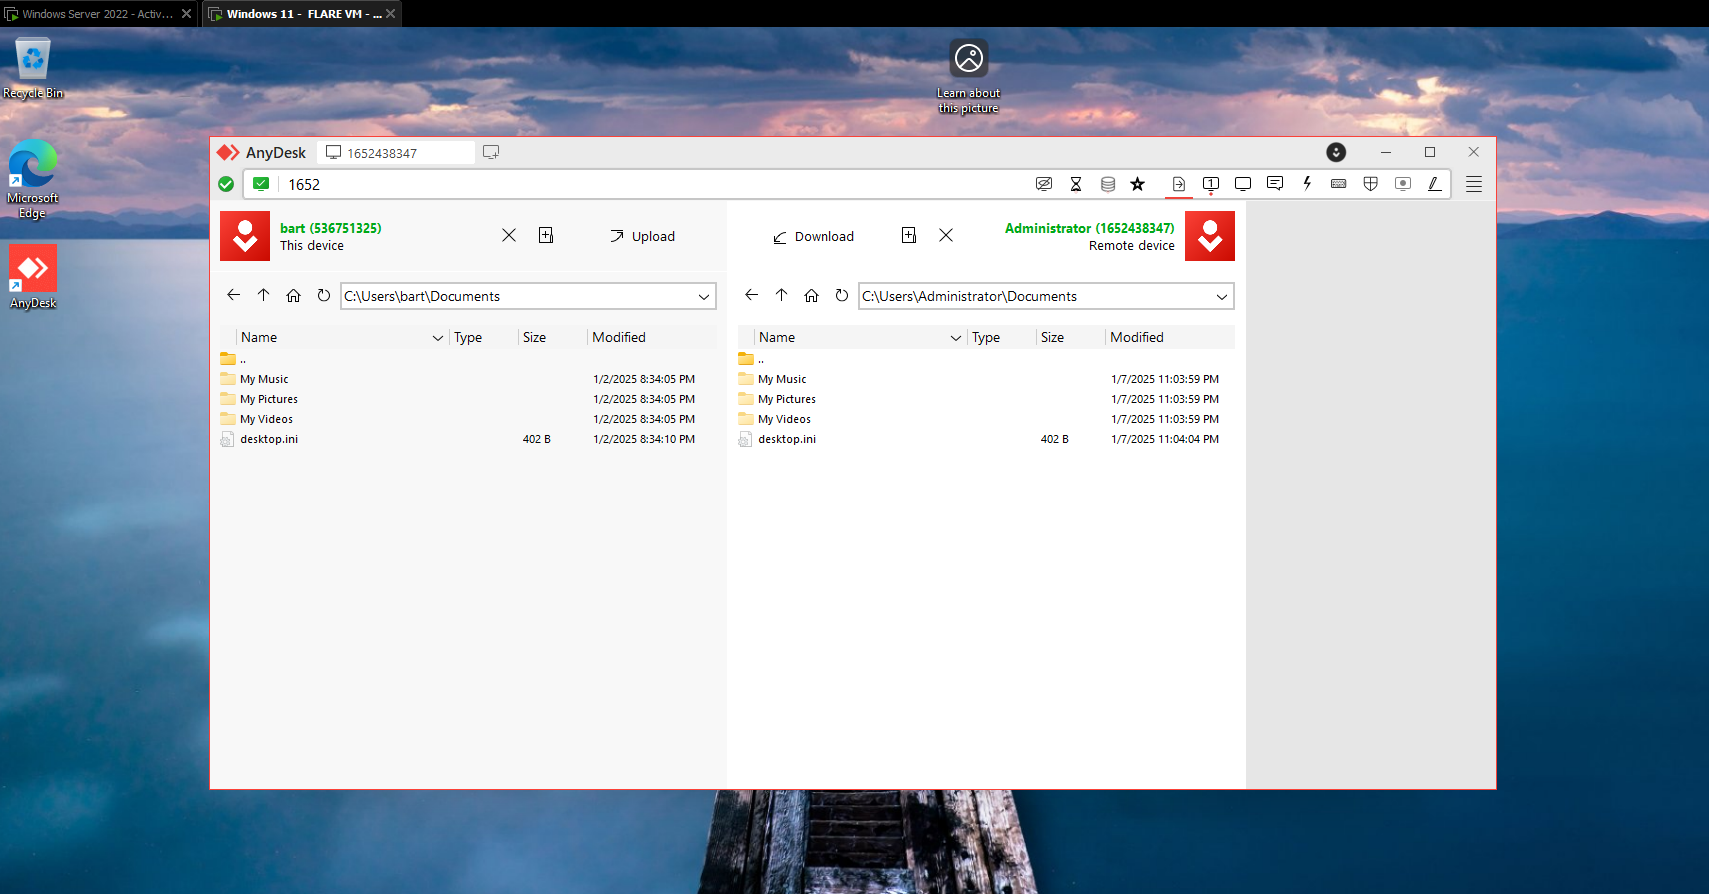 Windows Server 2022 - Activ...
Windows 11 - FLARE VM - ...
Recycle Bin
Learn about
this picture
Microsoft
Edge
AnyDesk
AnyDesk
1652438347
1652
1
bart (536751325)
This device
Upload
Download
Administrator (1652438347)
Remote device
C:\Users\bart\Documents
C:\Users\Administrator\Documents
Name Type Size Modified
Name Type Size Modified
..
..
My Music 1/2/2025 8:34:05 PM
My Music 1/7/2025 11:03:59 PM
My Pictures 1/2/2025 8:34:05 PM
My Pictures 1/7/2025 11:03:59 PM
My Videos 1/2/2025 8:34:05 PM
My Videos 1/7/2025 11:03:59 PM
desktop.ini 402 B 1/2/2025 8:34:10 PM
desktop.ini 402 B 1/7/2025 11:04:04 PM